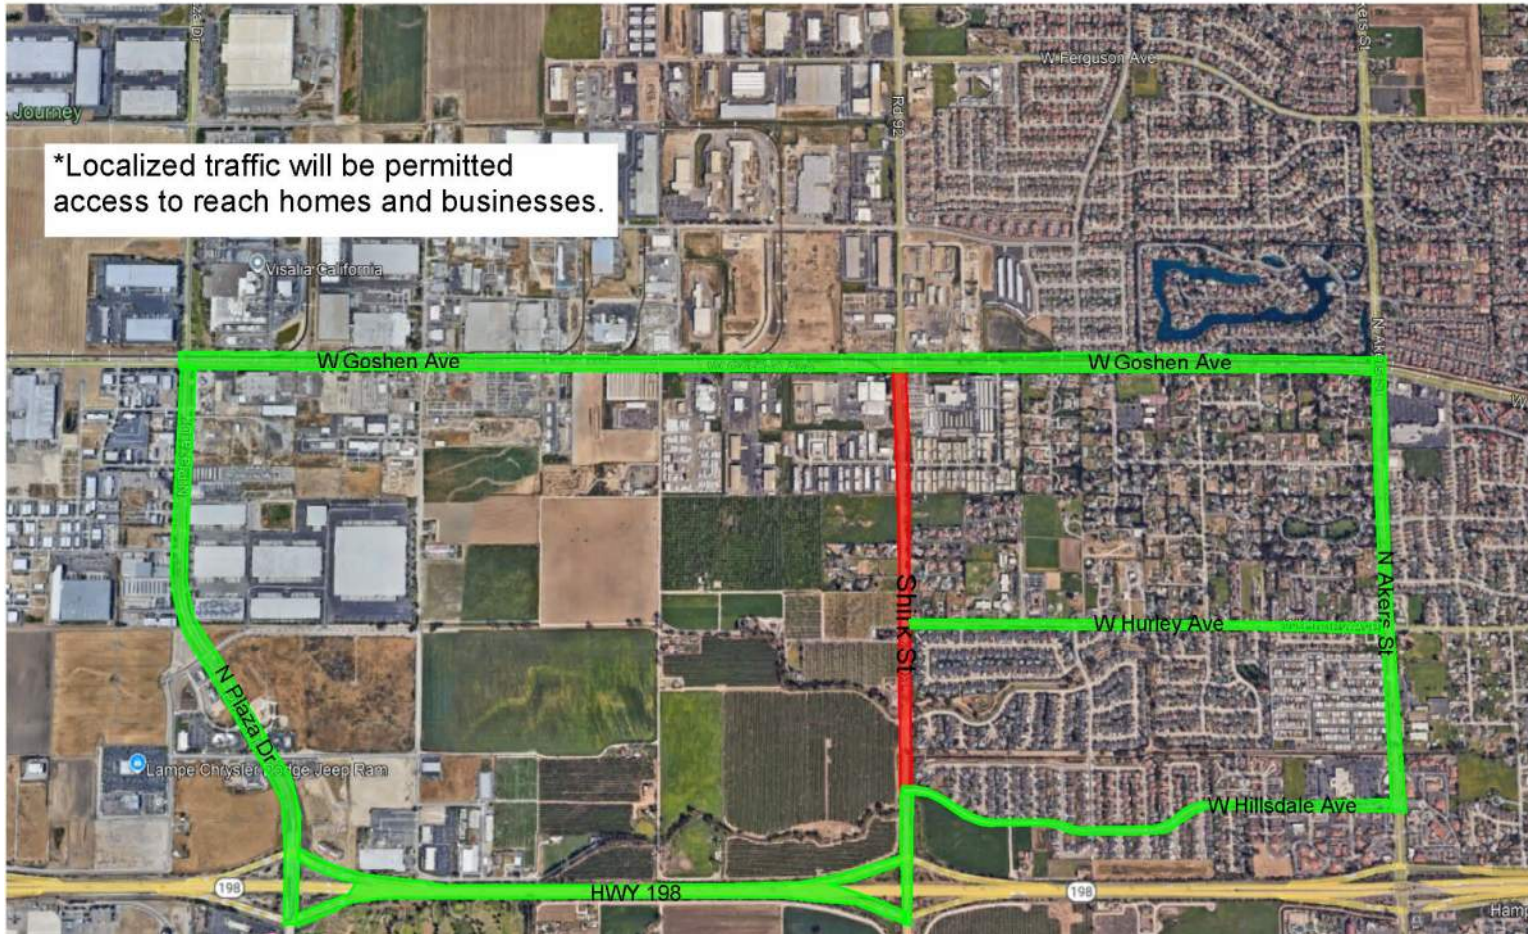 W Ferguson Ave
Rd 92
Journey
*Localized traffic will be permitted
access to reach homes and businesses.
Visalia California
W Goshen Ave
W Goshen Ave
Shirk St
W Hurley Ave
N Akers St
N Plaza Dr
Lampe Chrysler Dodge Jeep Ram
W Hillsdale Ave
198
HWY 198
198